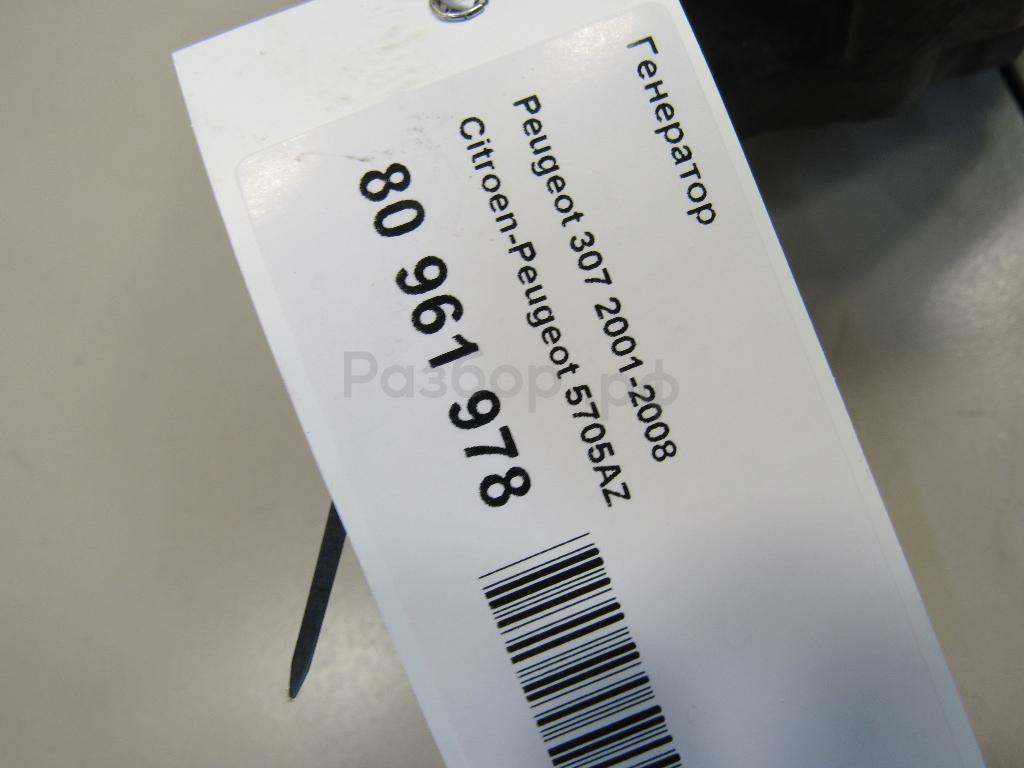 Генератор
Peugeot 307 2001-2008
Citroen-Peugeot 5705AZ
80 961 978
Разбор.рф